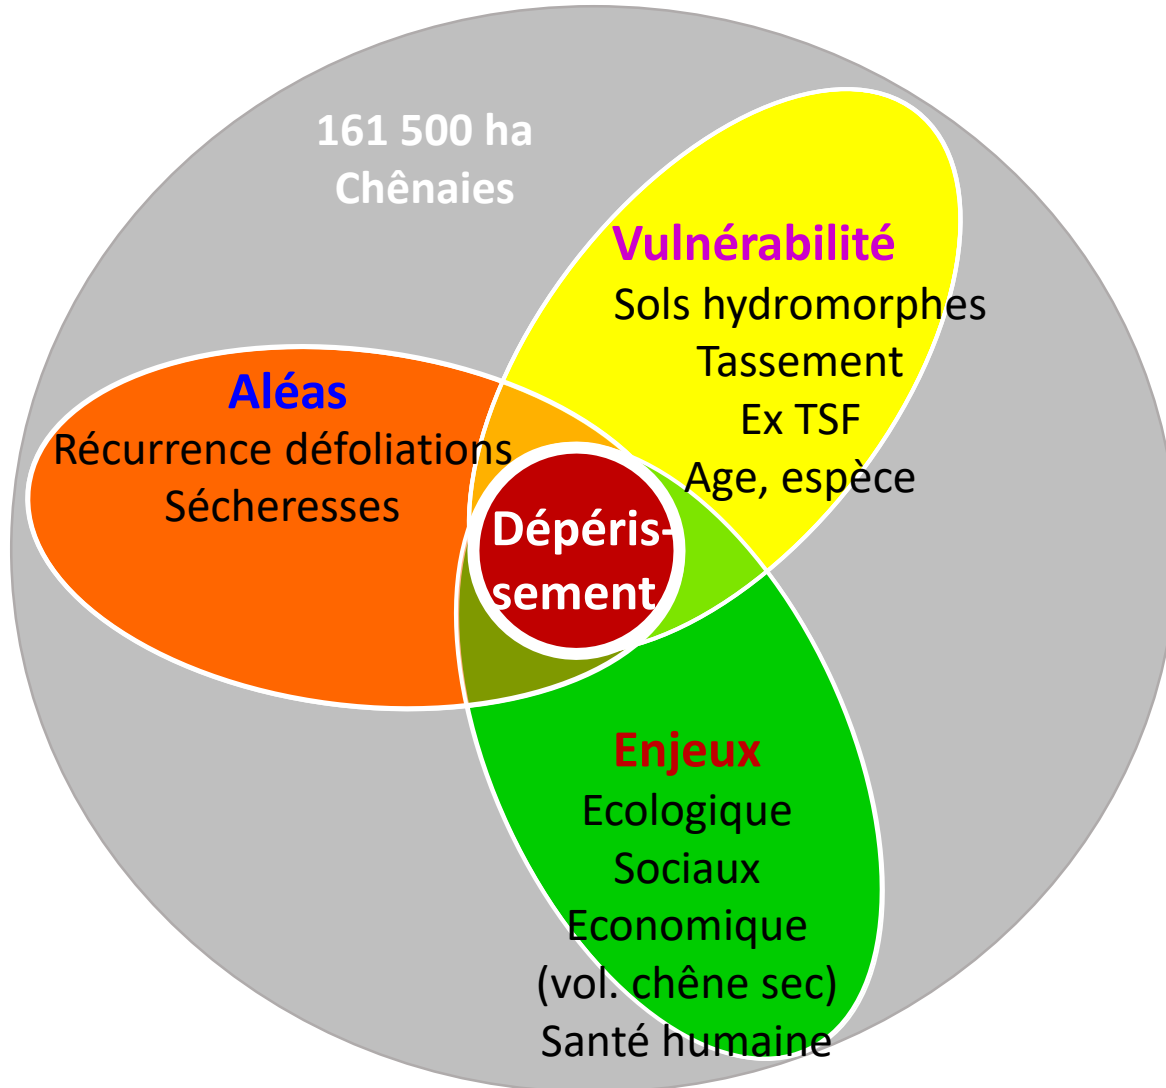 161 500 ha
Chênaies
Vulnérabilité
Sols hydromorphes
Tassement
Ex TSF
Age, espèce
Aléas
Récurrence défoliations
Sécheresses
Dépéris-
sement
Enjeux
Ecologique
Sociaux
Economique
(vol. chêne sec)
Santé humaine